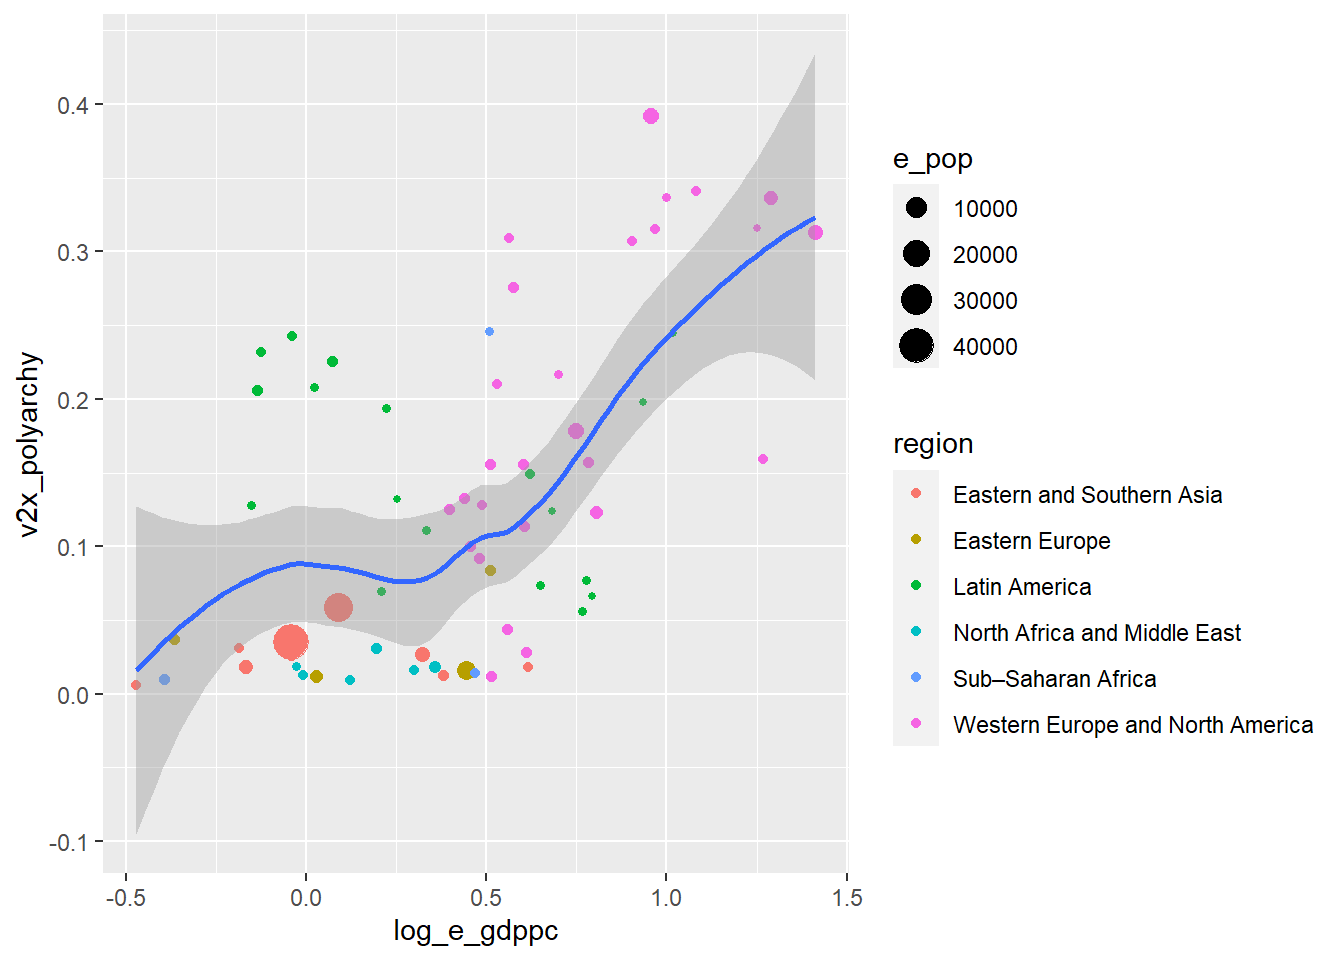 v2x_polyarchy
0.4
0.3
0.2
0.1
0.0
-0.1
-0.5
0.0
0.5
1.0
1.5
log_e_gdppc
e_pop
10000
20000
30000
40000
region
Eastern and Southern Asia
Eastern Europe
Latin America
North Africa and Middle East
Sub–Saharan Africa
Western Europe and North America